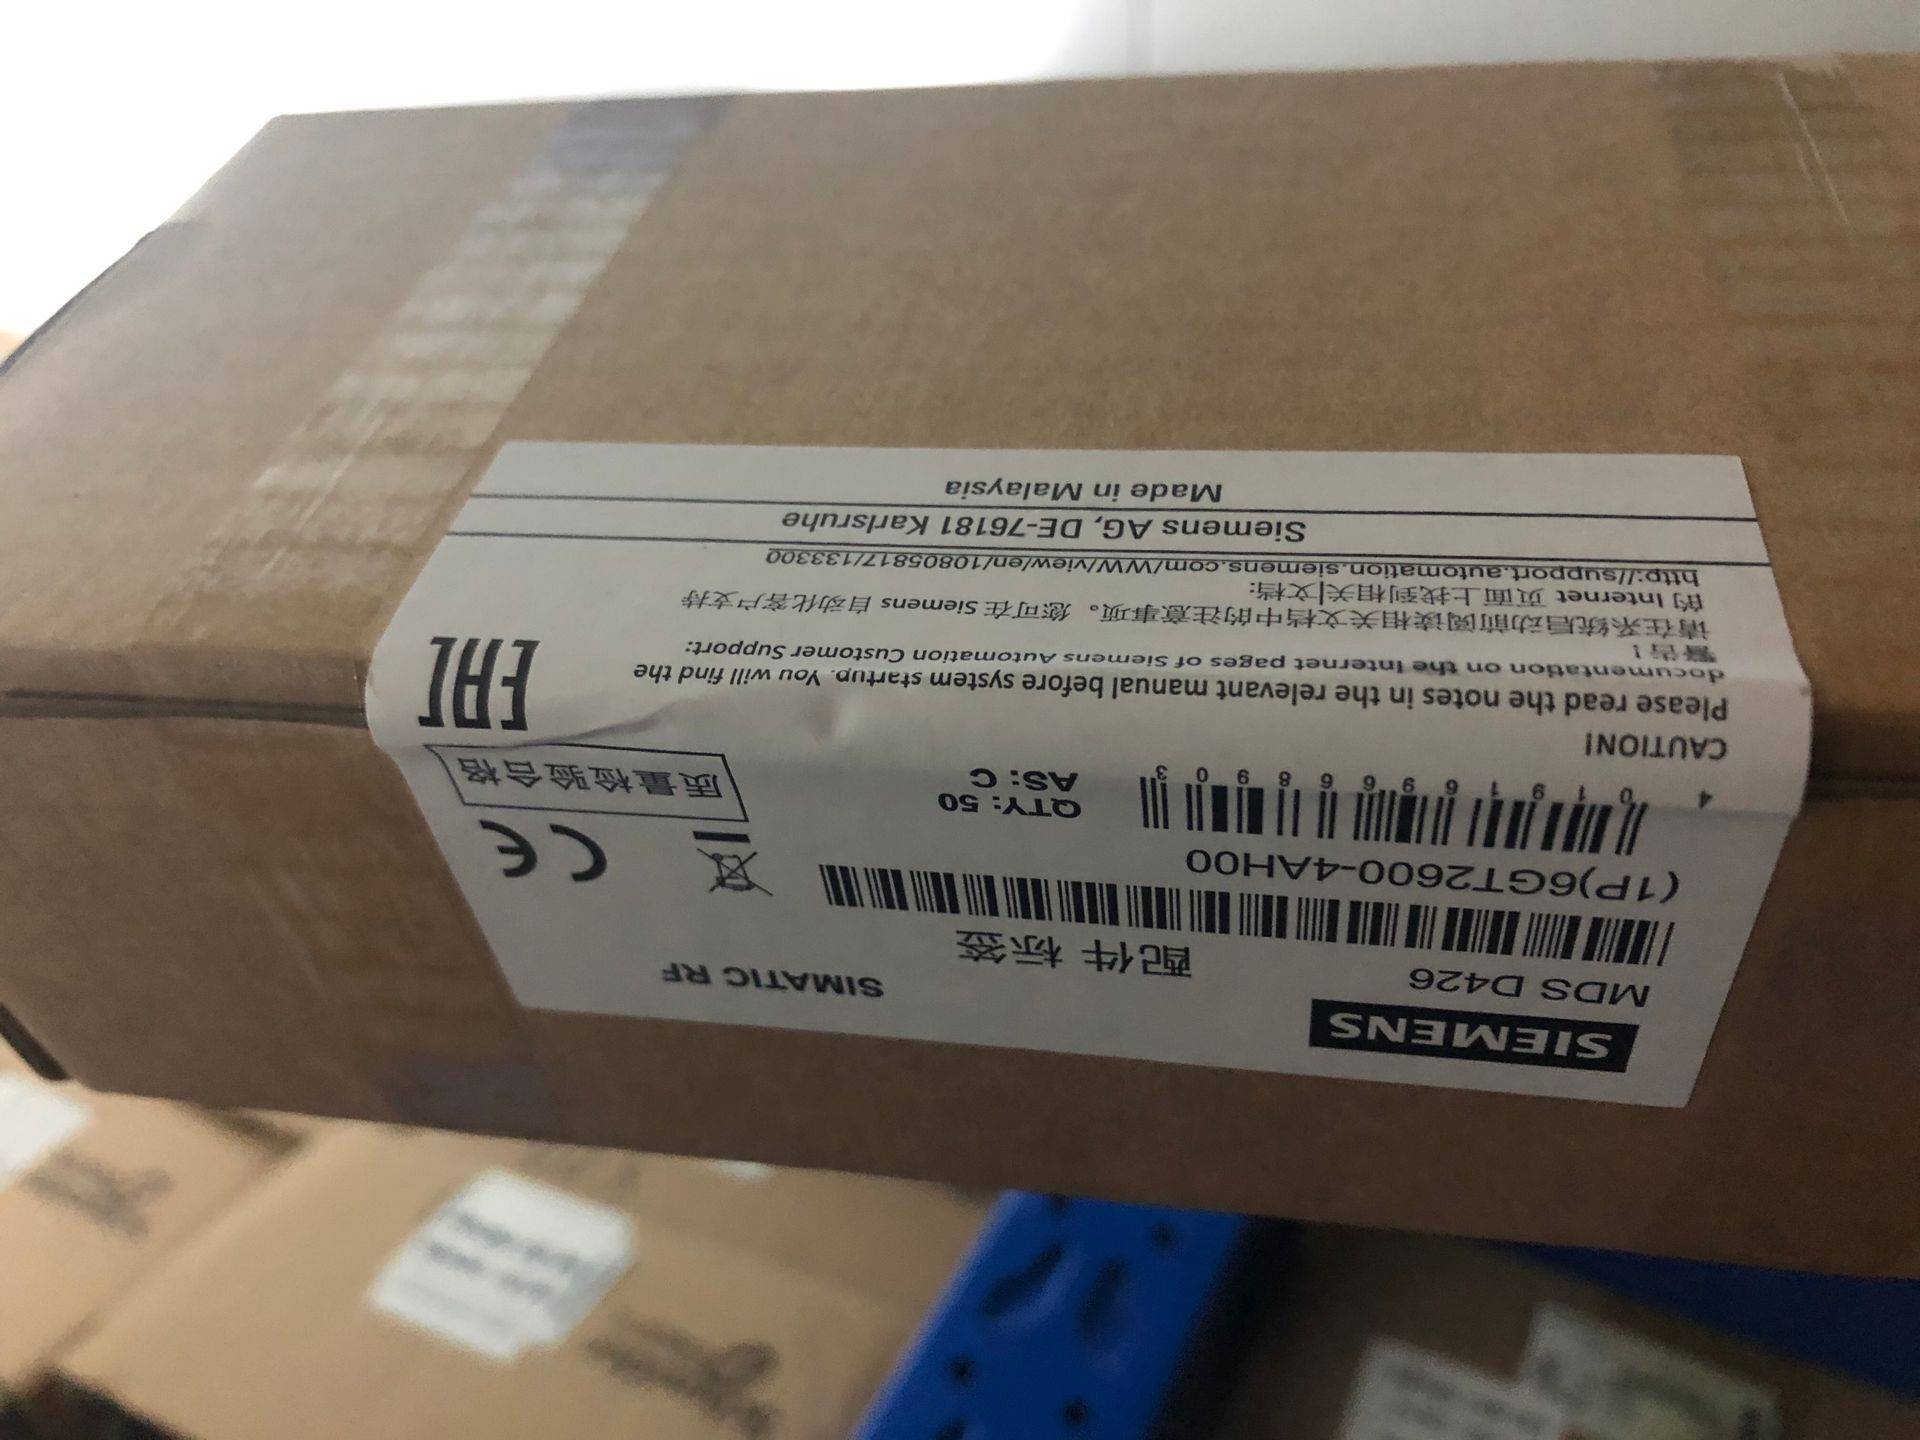 SIEMENS
MDS D426
SIMATIC RF
配件 标签
(1P)6GT2600-4AH00
4 019169 668903
QTY: 50
AS: C
CE
质量检验合格
EAC
CAUTION!
Please read the notes in the relevant manual before system startup. You will find the
documentation on the Internet pages of Siemens Automation Customer Support:
警告！
请在系统启动前阅读相关文档中的注意事项。您可在 Siemens 自动化客户支持
的 Internet 页面上找到相关文档:
http://support.automation.siemens.com/WW/view/en/10805817/133300
Siemens AG, DE-76181 Karlsruhe
Made in Malaysia